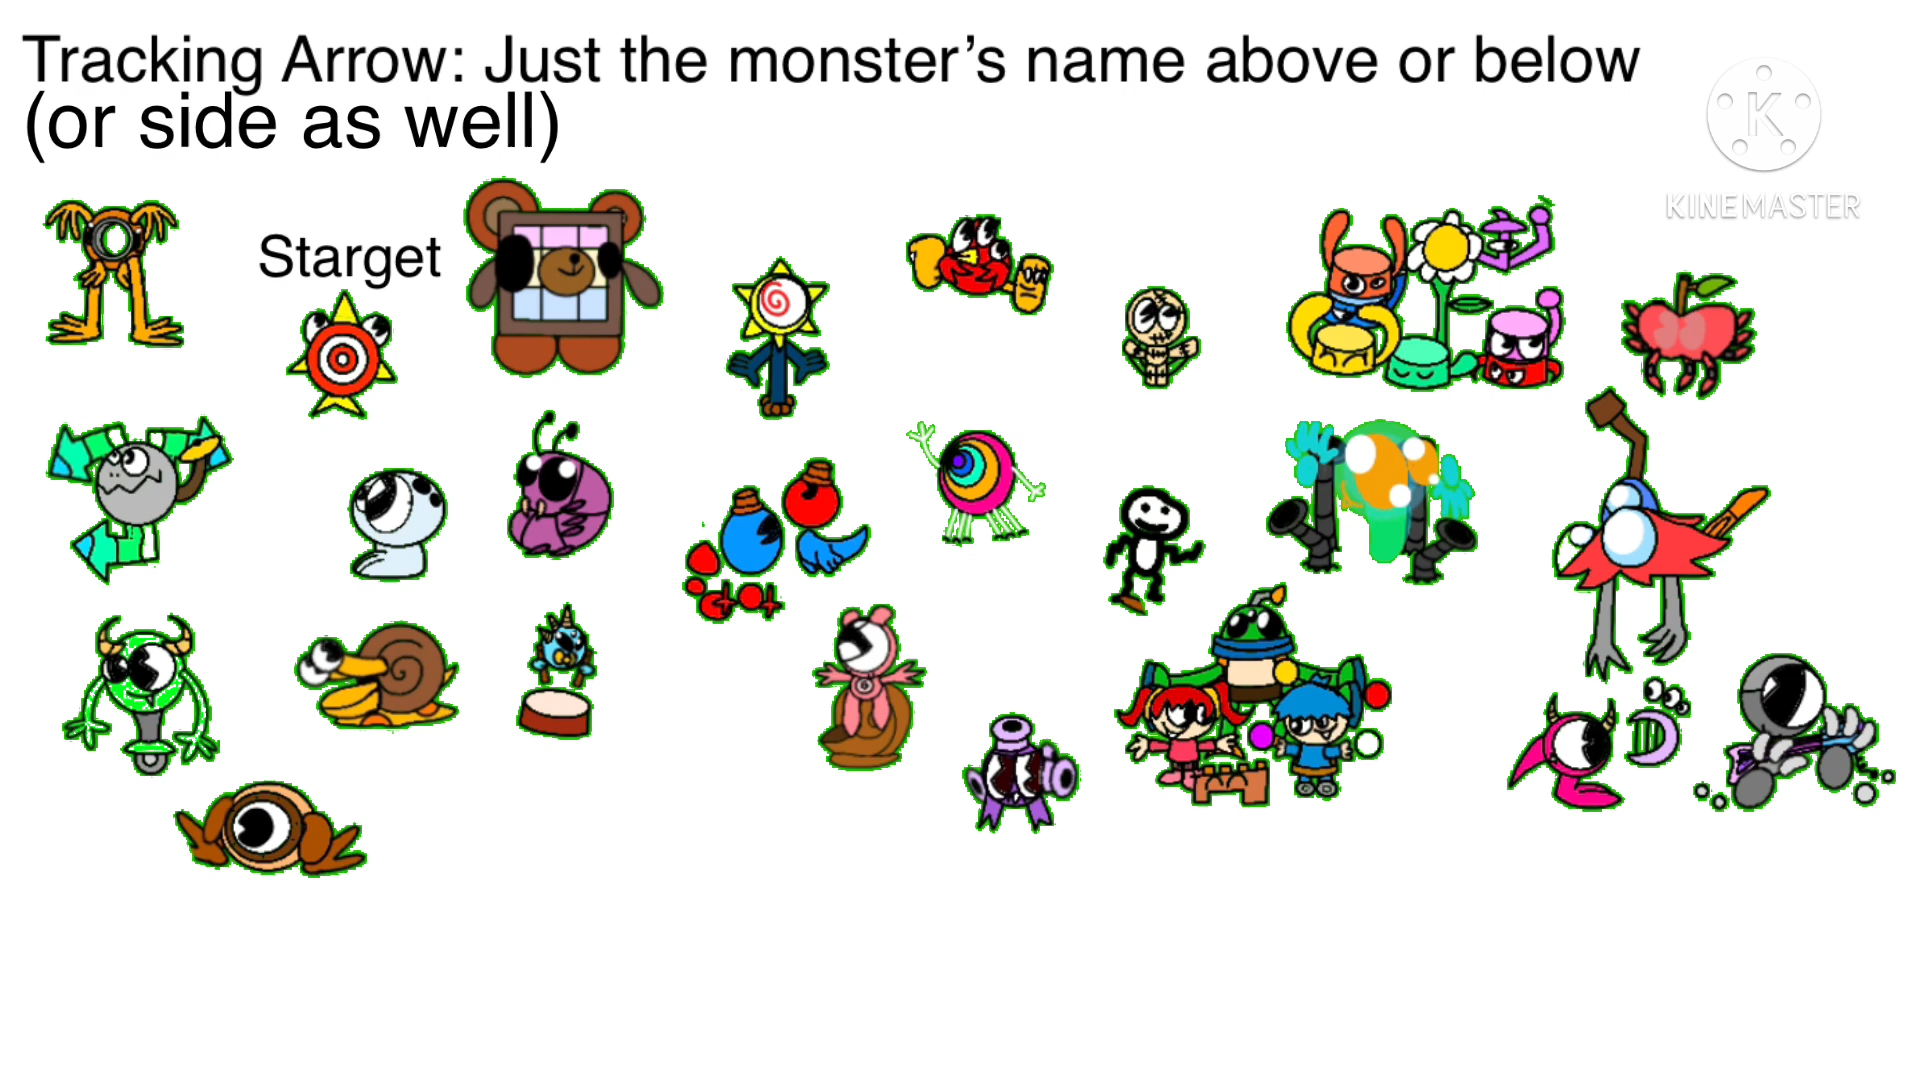 Tracking Arrow: Just the monster’s name above or below
(or side as well)
K
KINEMASTER
Starget